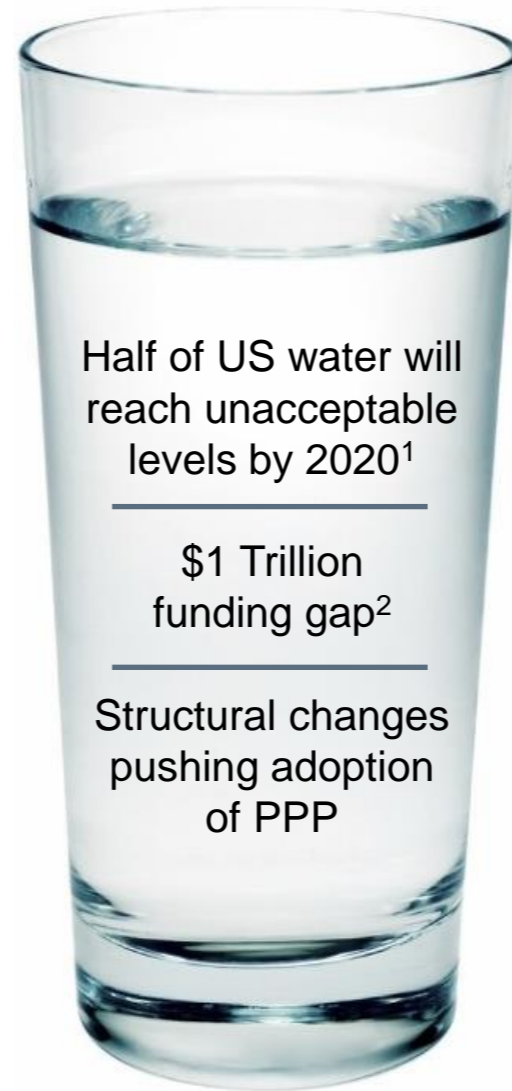 Half of US water will
reach unacceptable
levels by 2020¹
$1 Trillion
funding gap²
Structural changes
pushing adoption
of PPP